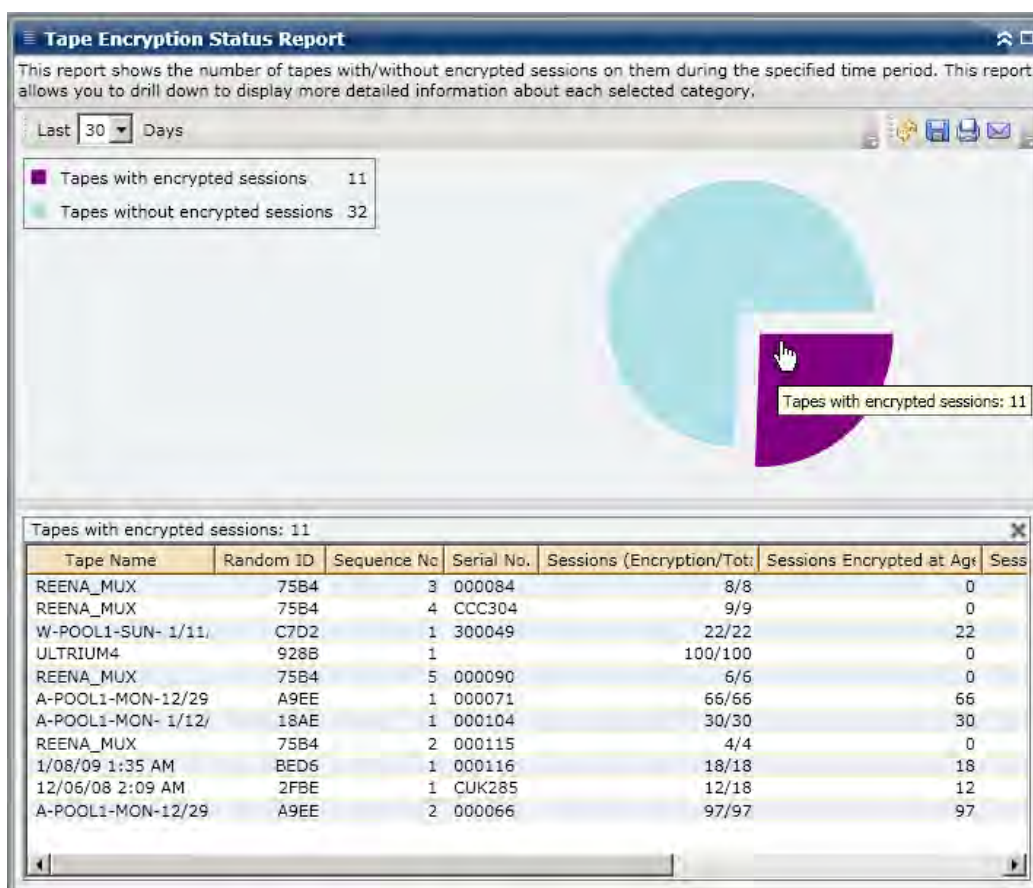 Tape Encryption Status Report
This report shows the number of tapes with/without encrypted sessions on them during the specified time period. This report
allows you to drill down to display more detailed information about each selected category.
Last 30 Days
Tapes with encrypted sessions 11
Tapes without encrypted sessions 32
Tapes with encrypted sessions: 11
Tapes with encrypted sessions: 11
Tape Name Random ID Sequence No Serial No. Sessions (Encryption/Tota Sessions Encrypted at Age Sess
REENA_MUX 75B4 3 000084 8/8 0
REENA_MUX 75B4 4 CCC304 9/9 0
W-POOL1-SUN- 1/11/ C7D2 1 300049 22/22 22
ULTRIUM4 928B 1 100/100 0
REENA_MUX 75B4 5 000090 6/6 0
A-POOL1-MON-12/29 A9EE 1 000071 66/66 66
A-POOL1-MON- 1/12/ 18AE 1 000104 30/30 30
REENA_MUX 75B4 2 000115 4/4 0
1/08/09 1:35 AM BED6 1 000116 18/18 18
12/06/08 2:09 AM 2FBE 1 CUK285 12/18 12
A-POOL1-MON-12/29 A9EE 2 000066 97/97 97